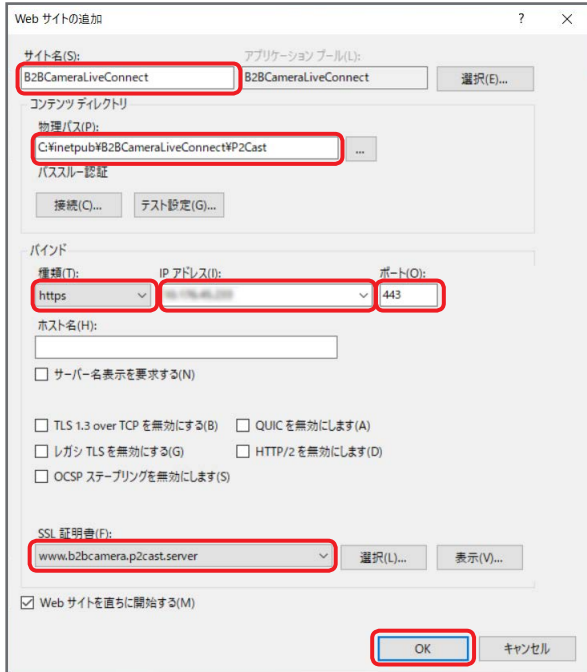 Web サイトの追加 ? ×
サイト名(S): アプリケーション プール(L):
B2BCameraLiveConnect B2BCameraLiveConnect 選択(E)...
コンテンツ ディレクトリ
物理パス(P):
C:¥inetpub¥B2BCameraLiveConnect¥P2Cast ...
パススルー認証
接続(C)... テスト設定(G)...
バインド
種類(T): IP アドレス(I): ポート(O):
https 443
ホスト名(H):
サーバー名表示を要求する(N)
TLS 1.3 over TCP を無効にする(B) QUIC を無効にします(A)
レガシ TLS を無効にする(G) HTTP/2 を無効にします(D)
OCSP ステープリングを無効にします(S)
SSL 証明書(F):
www.b2bcamera.p2cast.server 選択(L)... 表示(V)...
Web サイトを直ちに開始する(M)
OK キャンセル